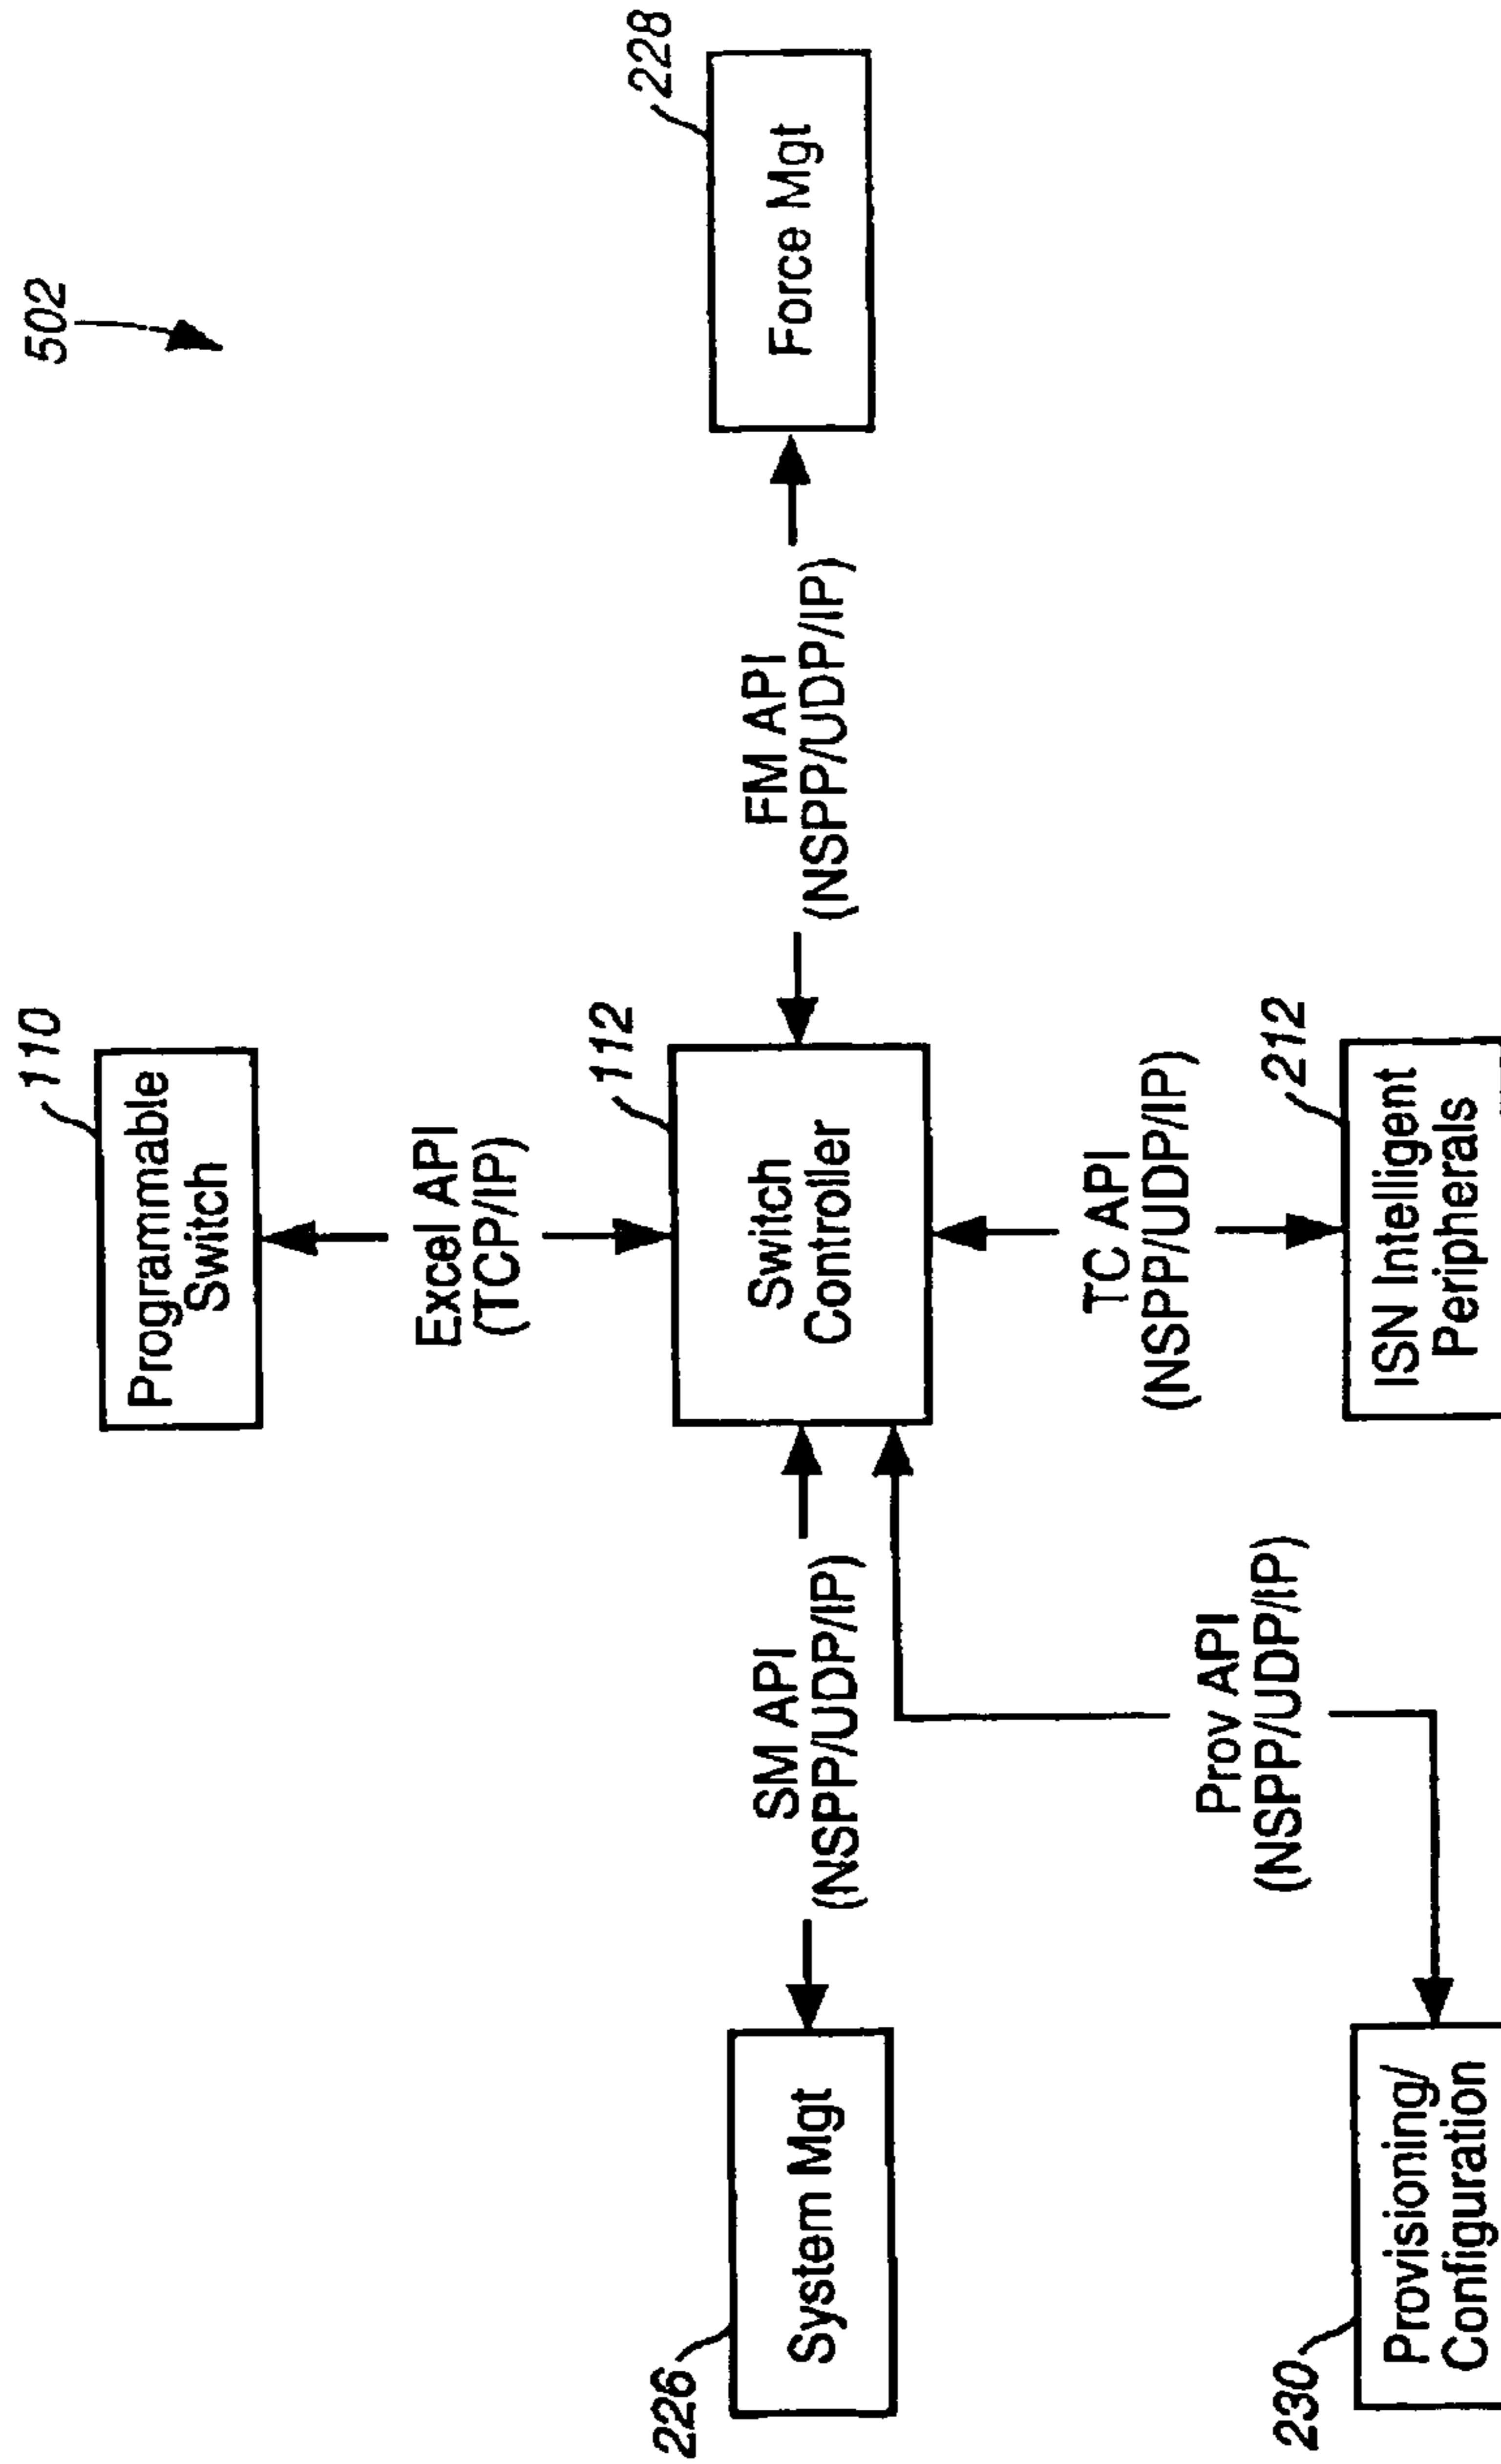 502
110
Programmable
Switch
Excel API
(TCP/IP)
226
System Mgt
SM API
(NSPP/UDP/IP)
112
Switch
Controller
FM API
(NSPP/UDP/IP)
228
Force Mgt
Prov API
(NSPP/UDP/IP)
TC API
(NSPP/UDP/IP)
230
Provisioning/
Configuration
212
ISN Intelligent
Peripherals